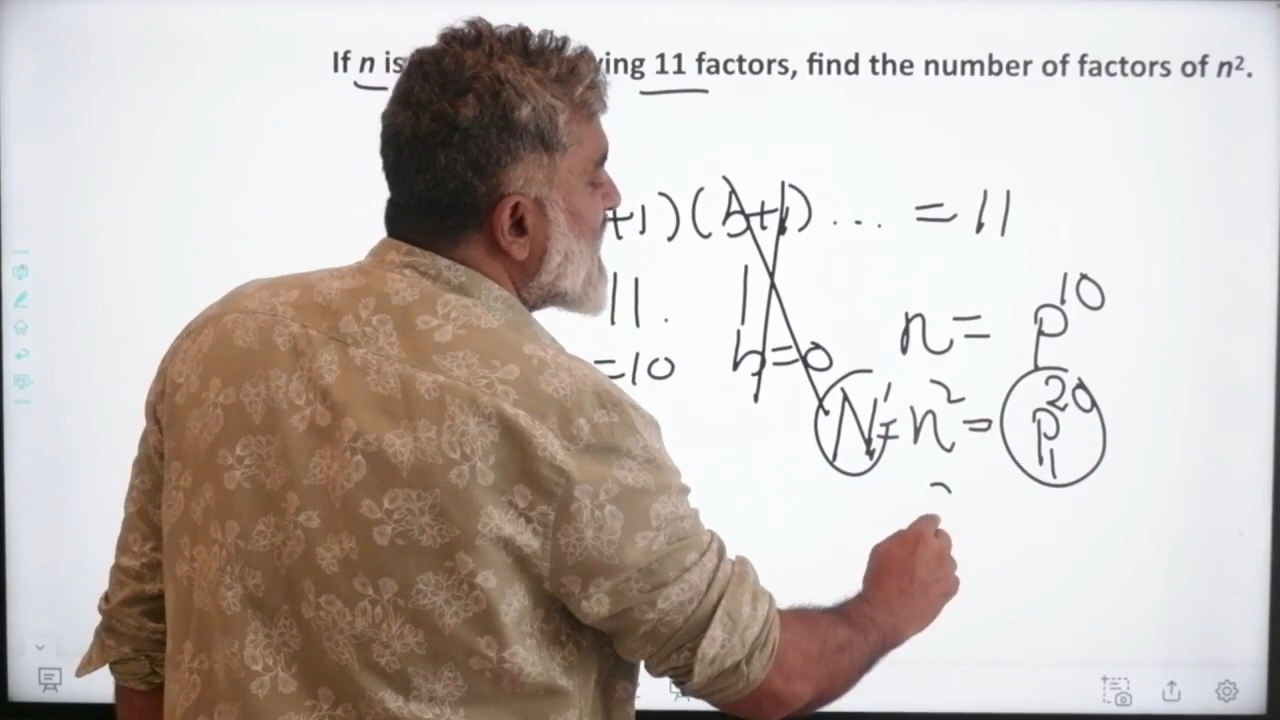 If n is ing 11 factors, find the number of factors of n².
+1)(b+1)... = 11
11. 1
=10 b=0 n = p¹⁰
N = n² = p₁²⁰